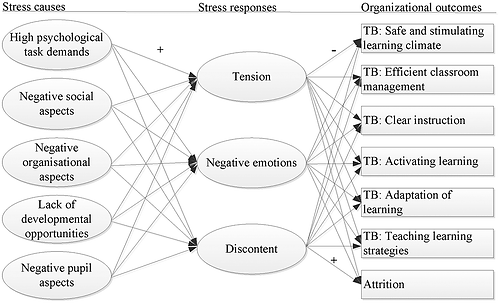 Stress causes
Stress responses
Organizational outcomes
High psychological
task demands
Negative social
aspects
Negative
organisational
aspects
Lack of
developmental
opportunities
Negative pupil
aspects
+
Tension
Negative emotions
Discontent
-
+
TB: Safe and stimulating
learning climate
TB: Efficient classroom
management
TB: Clear instruction
TB: Activating learning
TB: Adaptation of
learning
TB: Teaching learning
strategies
Attrition